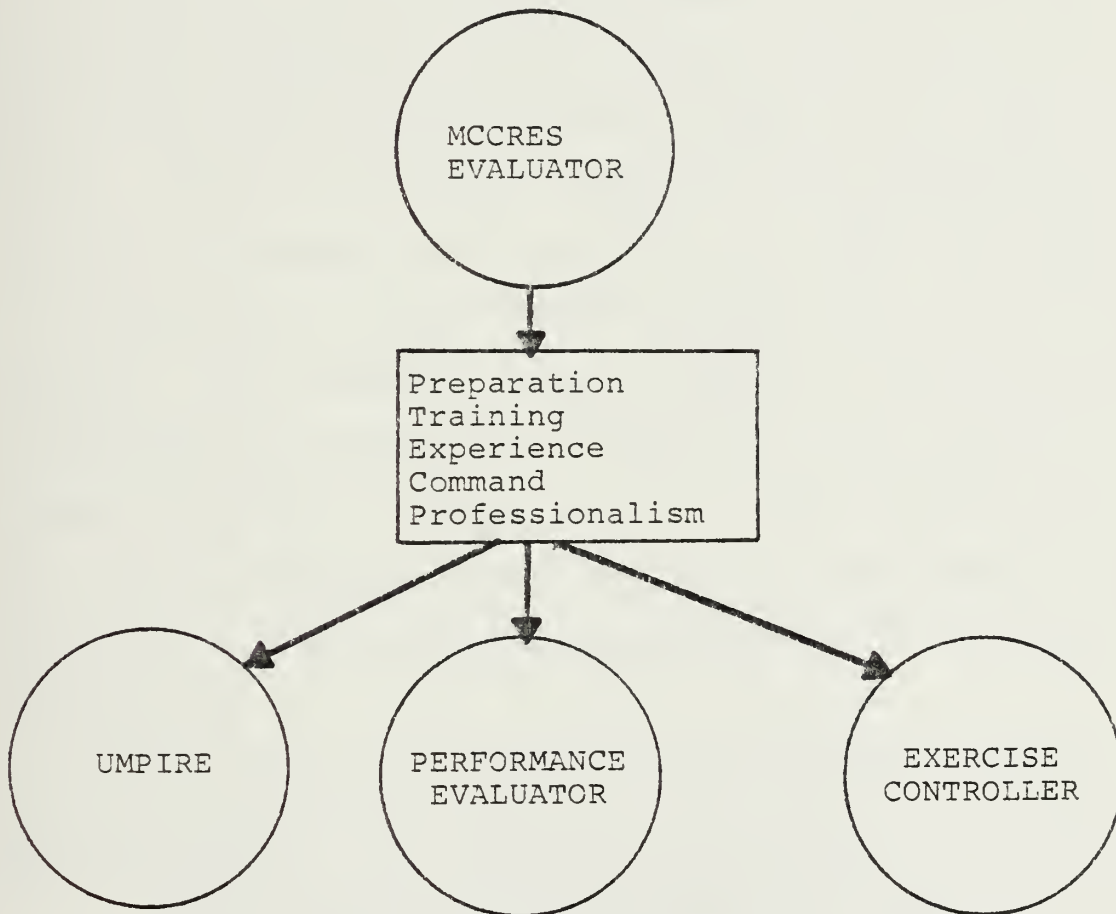 MCCRES
EVALUATOR
Preparation
Training
Experience
Command
Professionalism
UMPIRE
PERFORMANCE
EVALUATOR
EXERCISE
CONTROLLER